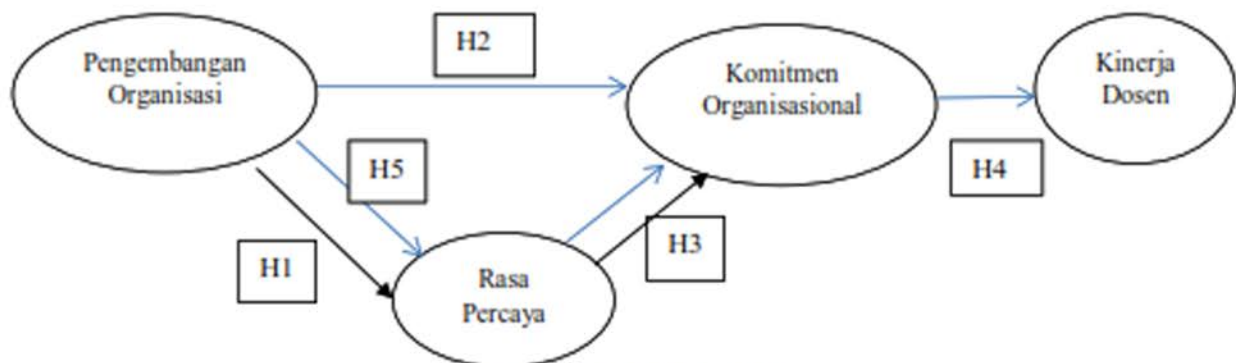 Pengembangan
Organisasi
H2
Komitmen
Organisasional
Kinerja
Dosen
H5
H4
H1
H3
Rasa
Percaya